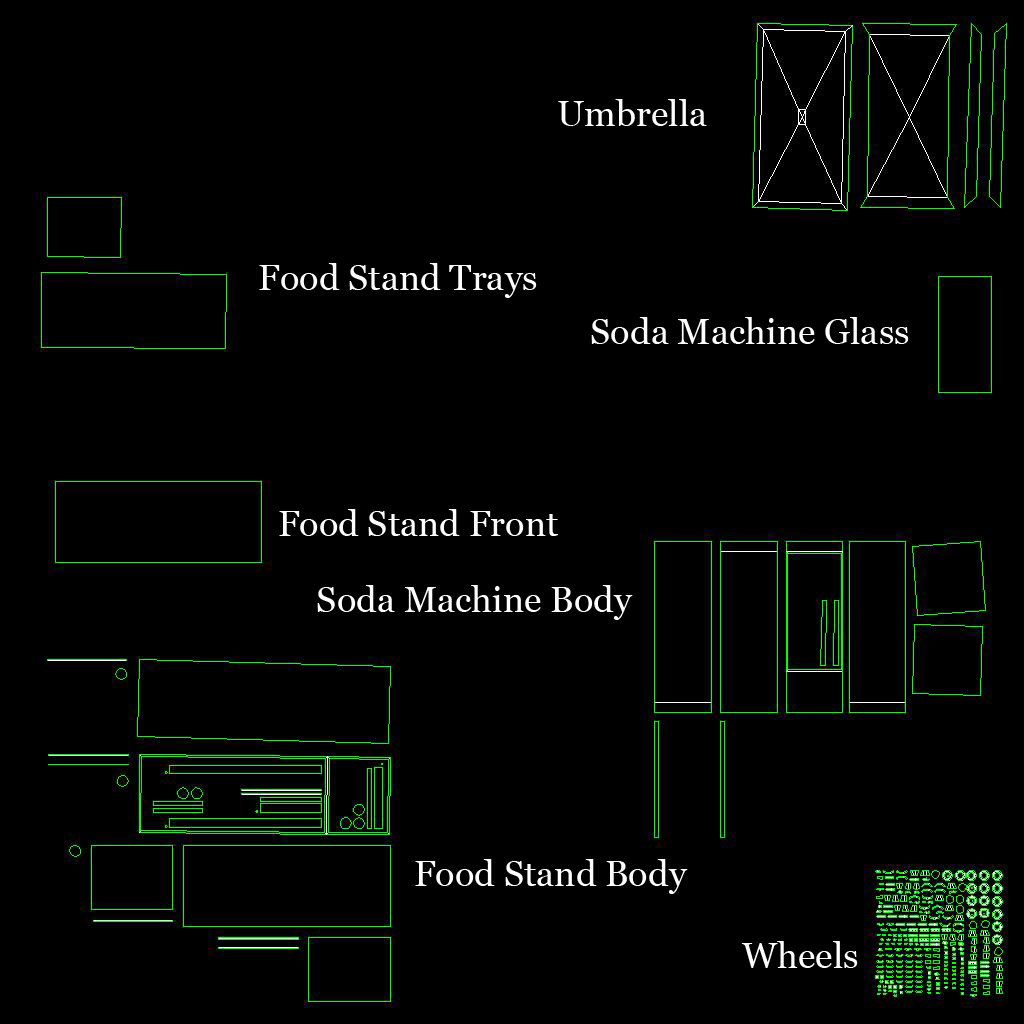 Umbrella
Food Stand Trays
Soda Machine Glass
Food Stand Front
Soda Machine Body
Food Stand Body
Wheels